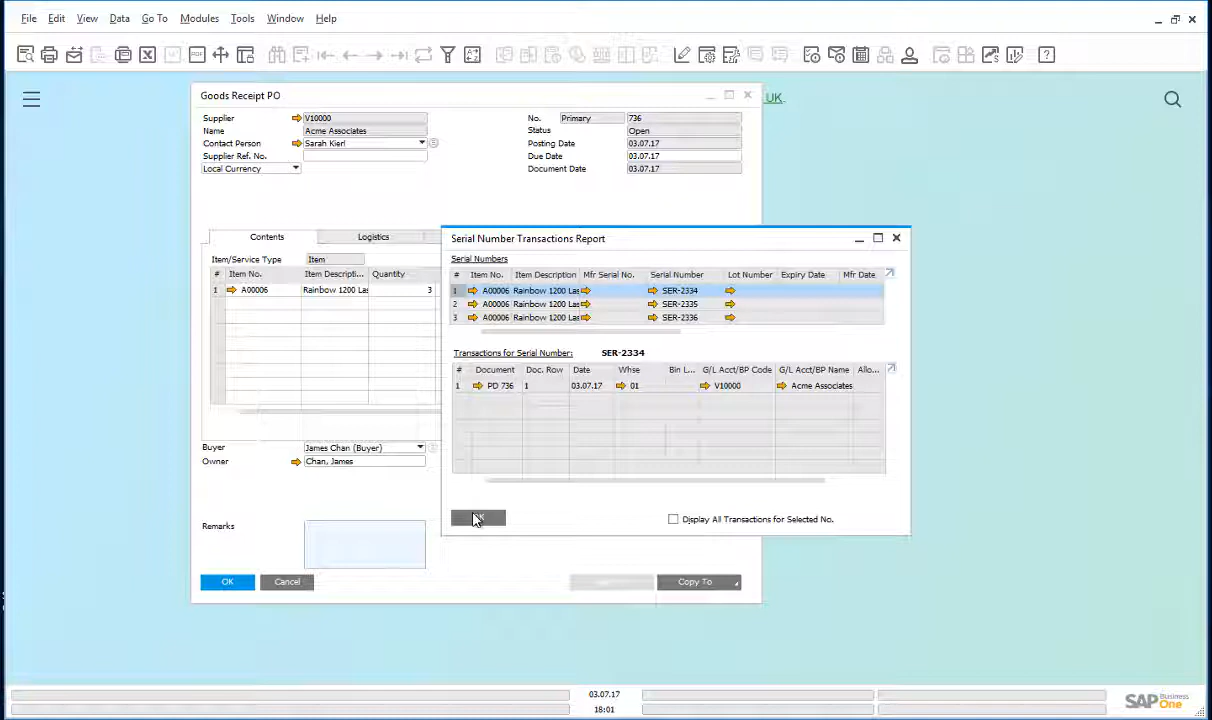 File Edit View Data Go To Modules Tools Window Help
UK
Goods Receipt PO
Supplier V10000
Name Acme Associates
Contact Person Sarah Kierl
Supplier Ref. No.
Local Currency
No. Primary 736
Status Open
Posting Date 03.07.17
Due Date 03.07.17
Document Date 03.07.17
Contents Logistics
Item/Service Type Item
# Item No. Item Descripti... Quantity
1 A00006 Rainbow 1200 Las 3
Buyer James Chan (Buyer)
Owner Chan, James
Remarks
OK Cancel Copy To
Serial Number Transactions Report
Serial Numbers
# Item No. Item Description Mfr Serial No. Serial Number Lot Number Expiry Date Mfr Date
1 A00006 Rainbow 1200 Las SER-2334
2 A00006 Rainbow 1200 Las SER-2335
3 A00006 Rainbow 1200 Las SER-2336
Transactions for Serial Number: SER-2334
# Document Doc. Row Date Whse Bin L... G/L Acct/BP Code G/L Acct/BP Name Allo...
1 PD 736 1 03.07.17 01 V10000 Acme Associates
Display All Transactions for Selected No.
03.07.17
18:01
SAP Business One